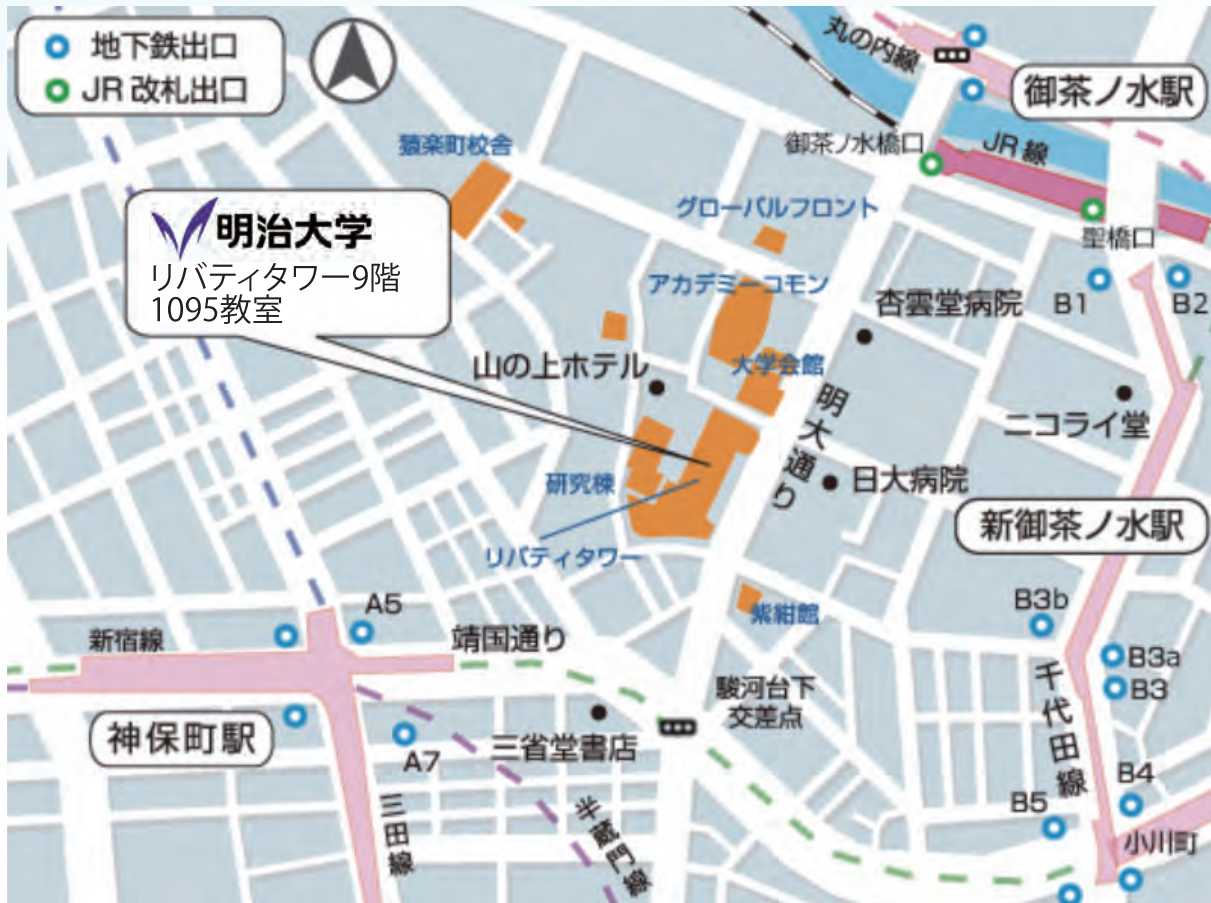 地下鉄出口
JR 改札出口
丸の内線
御茶ノ水駅
御茶ノ水橋口
JR 線
猿楽町校舎
グローバルフロント
聖橋口
明治大学
リバティタワー9階
1095教室
アカデミーコモン
杏雲堂病院
B1
B2
山の上ホテル
大学会館
明大通り
ニコライ堂
研究棟
日大病院
新御茶ノ水駅
リバティタワー
A5
紫紺館
B3b
新宿線
靖国通り
B3a
B3
駿河台下
交差点
千代田線
神保町駅
三省堂書店
A7
B4
B5
三田線
半蔵門線
小川町